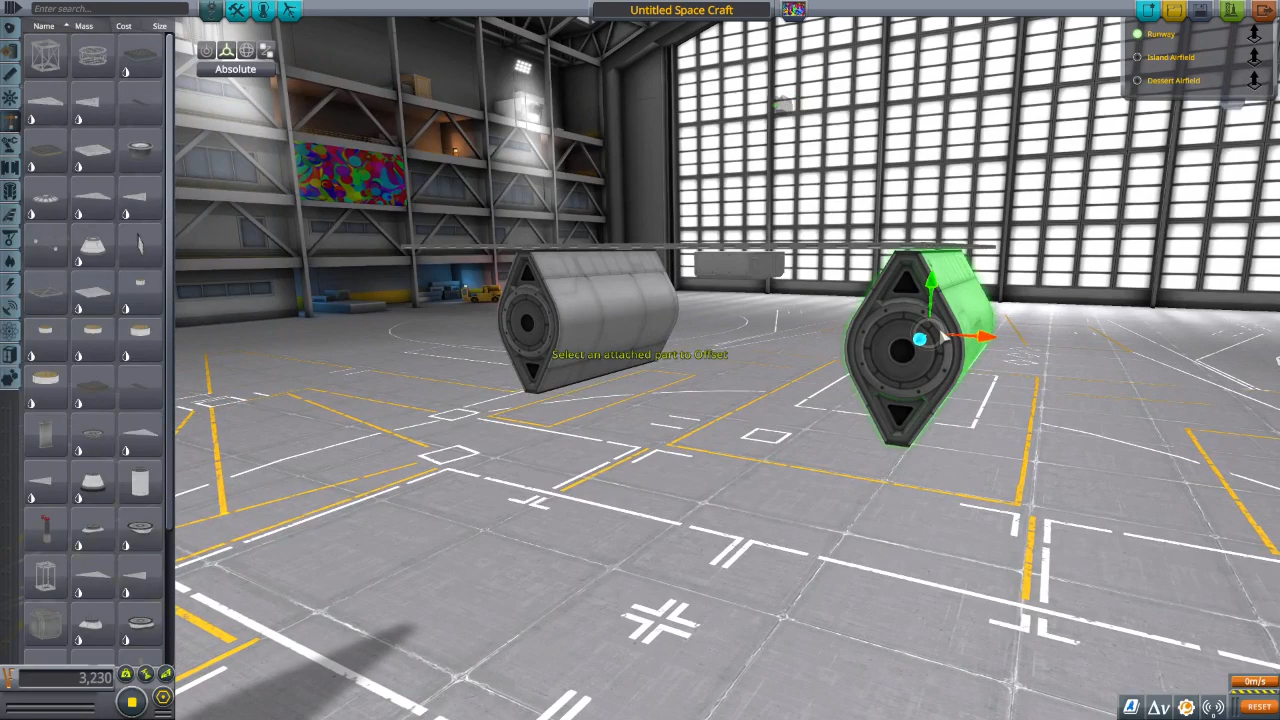 Enter search...
Untitled Space Craft
Name Mass Cost Size
Runway
Absolute
Island Airfield
Dessert Airfield
Select an attached part to Offset
3,230
0m/s
Δv
RESET